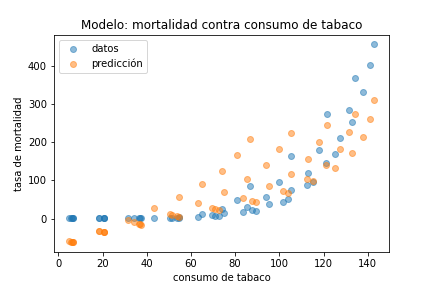 Modelo: mortalidad contra consumo de tabaco
datos
predicción
tasa de mortalidad
400
300
200
100
0
0 20 40 60 80 100 120 140
consumo de tabaco